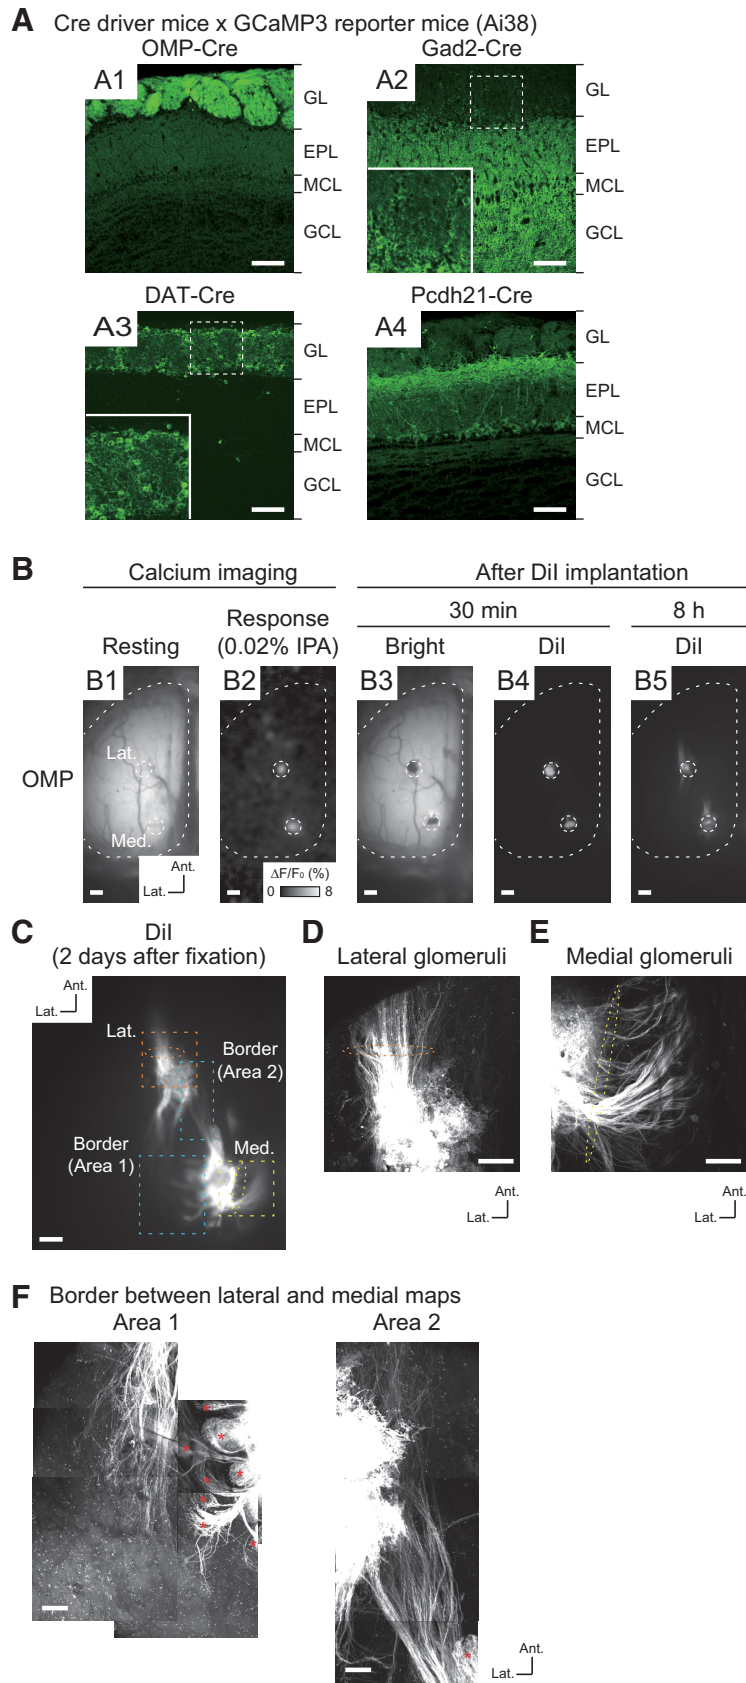 A Cre driver mice x GCaMP3 reporter mice (Ai38)
OMP-Cre
Gad2-Cre
A1
GL
EPL
MCL
GCL
A2
GL
EPL
MCL
GCL
DAT-Cre
Pcdh21-Cre
A3
GL
EPL
MCL
GCL
A4
GL
EPL
MCL
GCL
B
Calcium imaging
After DiI implantation
Resting
Response
(0.02% IPA)
30 min
8 h
Bright
DiI
DiI
OMP
B1
Lat.
Med.
Ant.
Lat.
B2
ΔF/F₀ (%)
0 8
B3
B4
B5
C
DiI
(2 days after fixation)
Ant.
Lat.
Lat.
Border
(Area 2)
Border
(Area 1)
Med.
D
Lateral glomeruli
Ant.
Lat.
E
Medial glomeruli
Ant.
Lat.
F Border between lateral and medial maps
Area 1
Area 2
* * * * * * * *
*
Ant.
Lat.